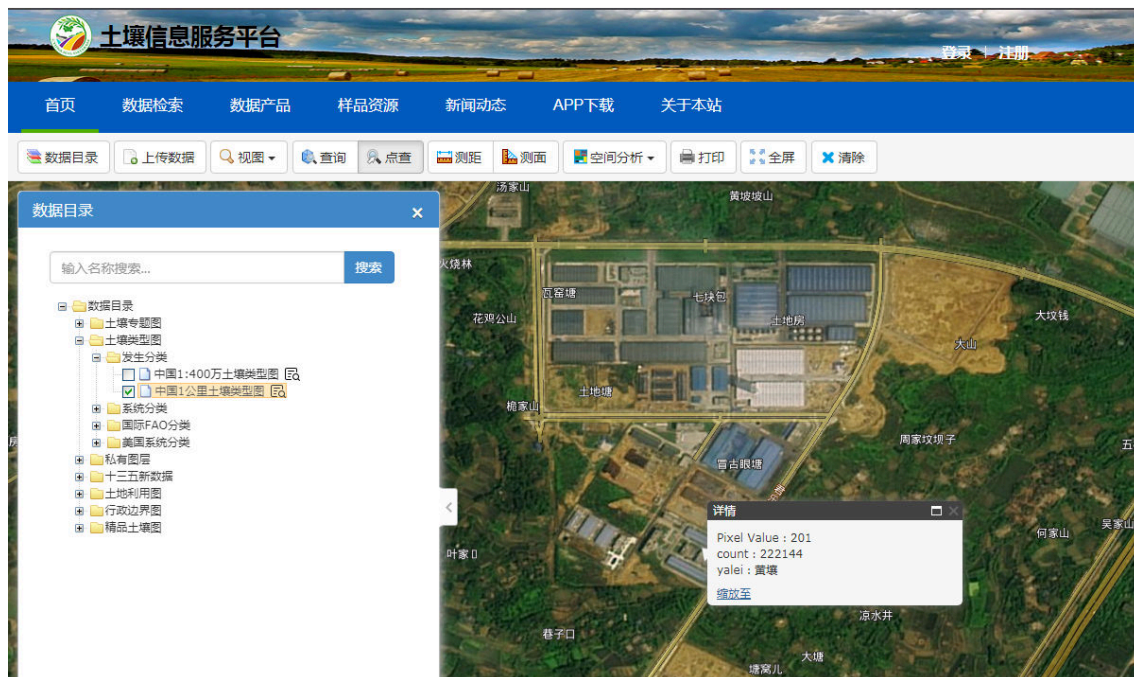 土壤信息服务平台
登录 | 注册
首页 数据检索 数据产品 样品资源 新闻动态 APP下载 关于本站
数据目录 上传数据 视图 查询 点查 测距 测面 空间分析 打印 全屏 清除
数据目录
输入名称搜索... 搜索
数据目录
土壤专题图
土壤类型图
发生分类
中国1:400万土壤类型图
中国1公里土壤类型图
系统分类
国际FAO分类
美国系统分类
私有图层
十三五新数据
土地利用图
行政边界图
精品土壤图
汤家山
黄坡坡山
火烧林
瓦窑塘
七块包
花鸡公山
土地房
大坟钱
大山
土地塘
桅家山
周家坟坝子
五
冒古眼塘
详情
Pixel Value : 201
count : 222144
yalei : 黄壤
缩放至
吴家山
何家山
叶家
凉水井
巷子口
大塘
塘窝儿